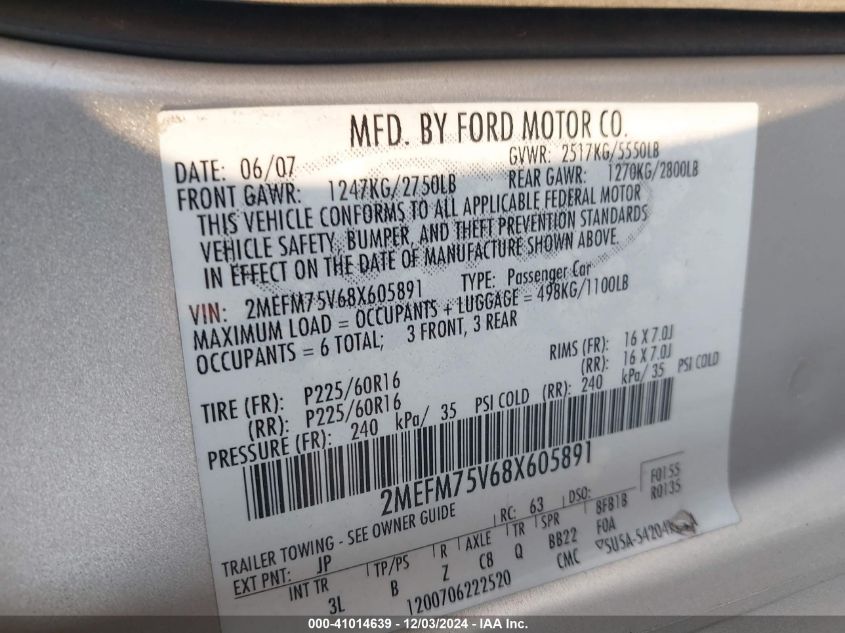 MFD. BY FORD MOTOR CO.
DATE: 06/07 GVWR: 2517KG/5550LB
FRONT GAWR: 1247KG/2750LB REAR GAWR: 1270KG/2800LB
THIS VEHICLE CONFORMS TO ALL APPLICABLE FEDERAL MOTOR
VEHICLE SAFETY, BUMPER, AND THEFT PREVENTION STANDARDS
IN EFFECT ON THE DATE OF MANUFACTURE SHOWN ABOVE.
VIN: 2MEFM75V68X605891 TYPE: Passenger Car
MAXIMUM LOAD = OCCUPANTS + LUGGAGE = 498KG/1100LB
OCCUPANTS = 6 TOTAL; 3 FRONT, 3 REAR
RIMS (FR): 16 X 7.0J
TIRE (FR): P225/60R16 (RR): 16 X 7.0J
(RR): P225/60R16
PRESSURE (FR): 240 kPa/ 35 PSI COLD (RR): 240 kPa/ 35 PSI COLD
2MEFM75V68X605891
TRAILER TOWING - SEE OWNER GUIDE RC: 63 DSO: F0155
R0135
EXT PNT: JP
INT TR TP/PS R AXLE TR SPR BFB1B
3L B Z C8 Q BB22 FOA
1200706222520 CMC
000-41014639 - 12/03/2024 - IAA Inc.